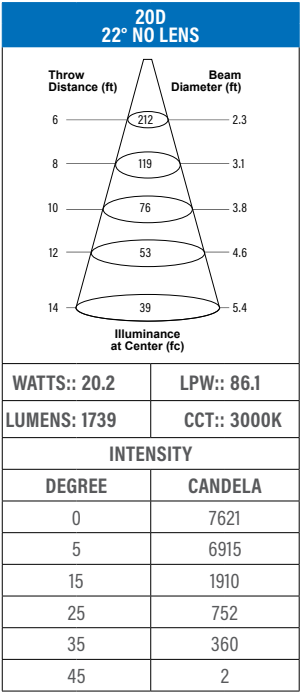 20D
22° NO LENS
Throw Distance (ft)
Beam Diameter (ft)
6 212 2.3
8 119 3.1
10 76 3.8
12 53 4.6
14 39 5.4
Illuminance
at Center (fc)
WATTS:: 20.2 LPW:: 86.1
LUMENS: 1739 CCT:: 3000K
INTENSITY
DEGREE CANDELA
0 7621
5 6915
15 1910
25 752
35 360
45 2